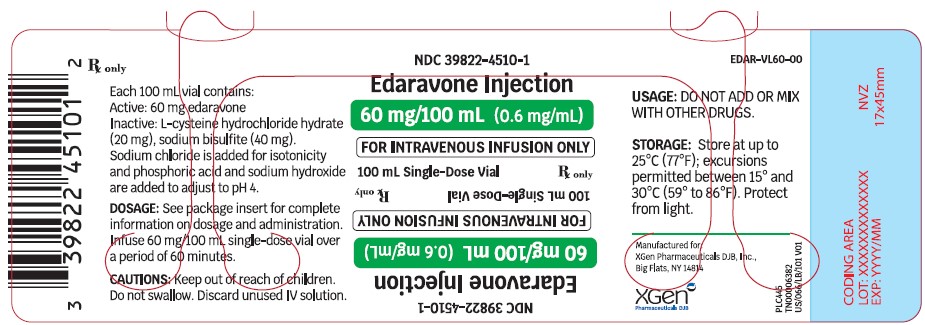 3 39822 45101 2
Rx only
Each 100 mL vial contains:
Active: 60 mg edaravone
Inactive: L-cysteine hydrochloride hydrate
(20 mg), sodium bisulfite (40 mg).
Sodium chloride is added for isotonicity
and phosphoric acid and sodium hydroxide
are added to adjust to pH 4.
DOSAGE: See package insert for complete
information on dosage and administration.
Infuse 60 mg/100 mL single-dose vial over
a period of 60 minutes.
CAUTIONS: Keep out of reach of children.
Do not swallow. Discard unused IV solution.
NDC 39822-4510-1
Edaravone Injection
60 mg/100 mL (0.6 mg/mL)
FOR INTRAVENOUS INFUSION ONLY
100 mL Single-Dose Vial Rx only
NDC 39822-4510-1
Edaravone Injection
60 mg/100 mL (0.6 mg/mL)
FOR INTRAVENOUS INFUSION ONLY
100 mL Single-Dose Vial Rx only
EDAR-VL60-00
USAGE: DO NOT ADD OR MIX
WITH OTHER DRUGS.
STORAGE: Store at up to
25°C (77°F); excursions
permitted between 15° and
30°C (59° to 86°F). Protect
from light.
Manufactured for
XGen Pharmaceuticals DJB, Inc.,
Big Flats, NY 14814
XGen
Pharmaceuticals DJB
PLC445
TN00006382
US/066/LB/101 V01
CODING AREA
LOT: XXXXXXXXXXXXX
EXP: YYYY/MM
NVZ
17x45mm